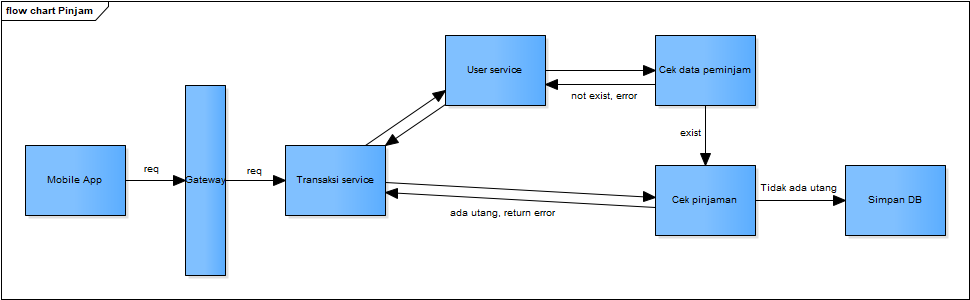 flow chart Pinjam
User service
Cek data peminjam
not exist, error
exist
Mobile App
req
Gateway
req
Transaksi service
Cek pinjaman
ada utang, return error
Tidak ada utang
Simpan DB